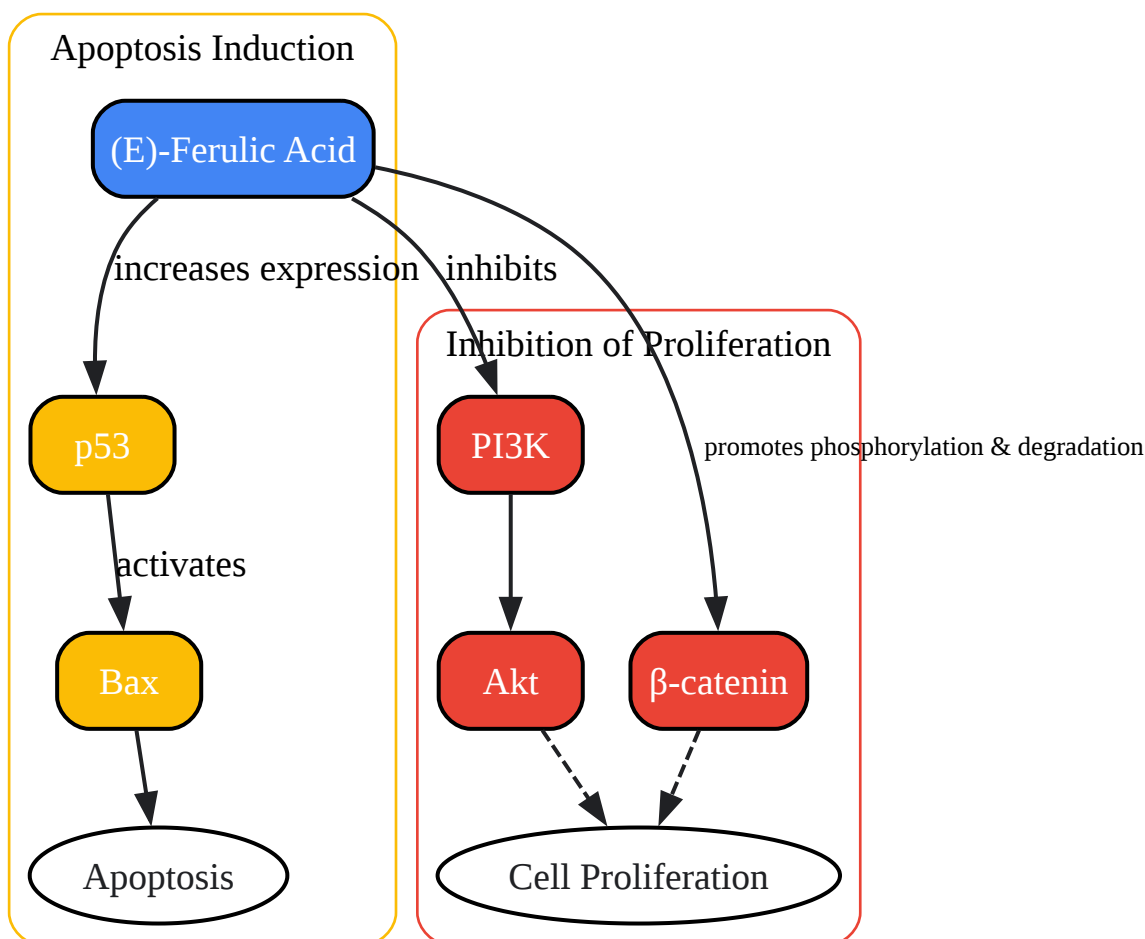 Apoptosis Induction
(E)-Ferulic Acid
increases expression
inhibits
Inhibition of Proliferation
p53
PI3K
promotes phosphorylation & degradation
activates
Bax
Akt
β-catenin
Apoptosis
Cell Proliferation